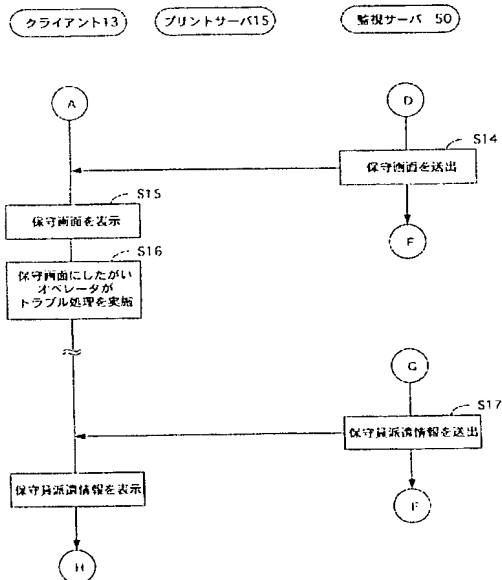 クライアント13 プリントサーバ15 監視サーバ 50
A D
S14
保守画面を送出
S15
保守画面を表示
F
S16
保守画面にしたがい
オペレータが
トラブル処理を実施
G
S17
保守員派遣情報を送出
保守員派遣情報を表示
F
H